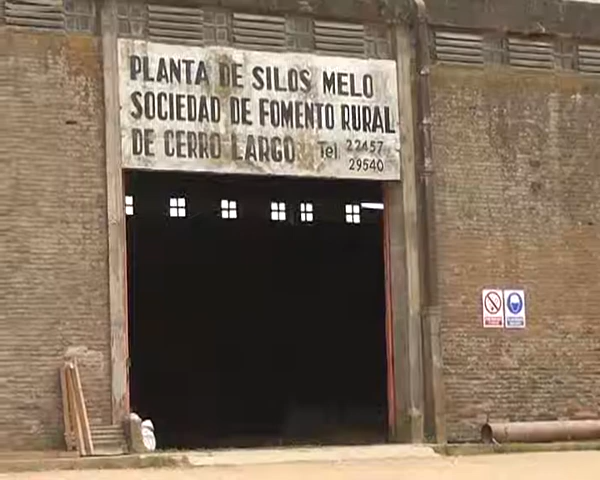 PLANTA DE SILOS MELO
SOCIEDAD DE FOMENTO RURAL
DE CERRO LARGO Tel. 22457
29540